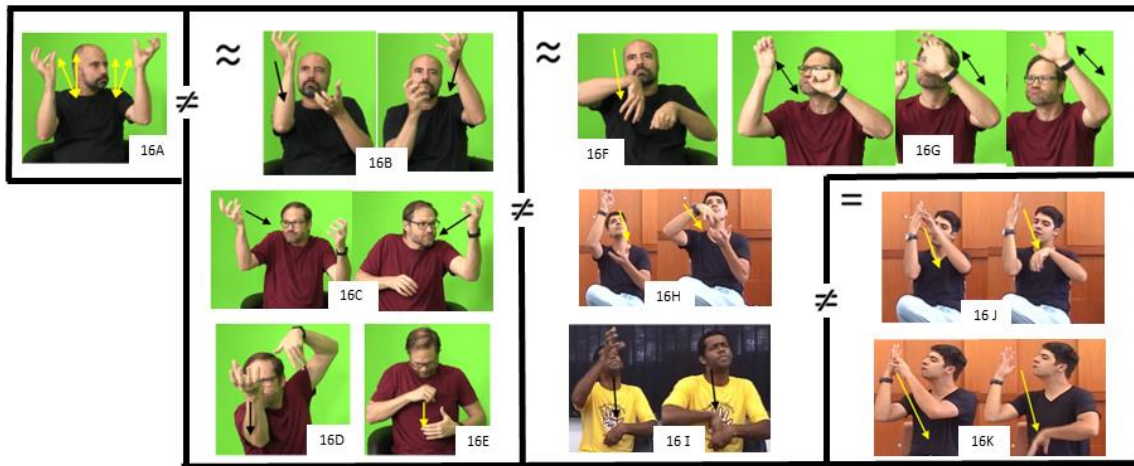 ≈ ≈
16A ≠ 16B 16F 16G
≠ =
16C 16H 16 J
≠
16D 16E 16 I 16K